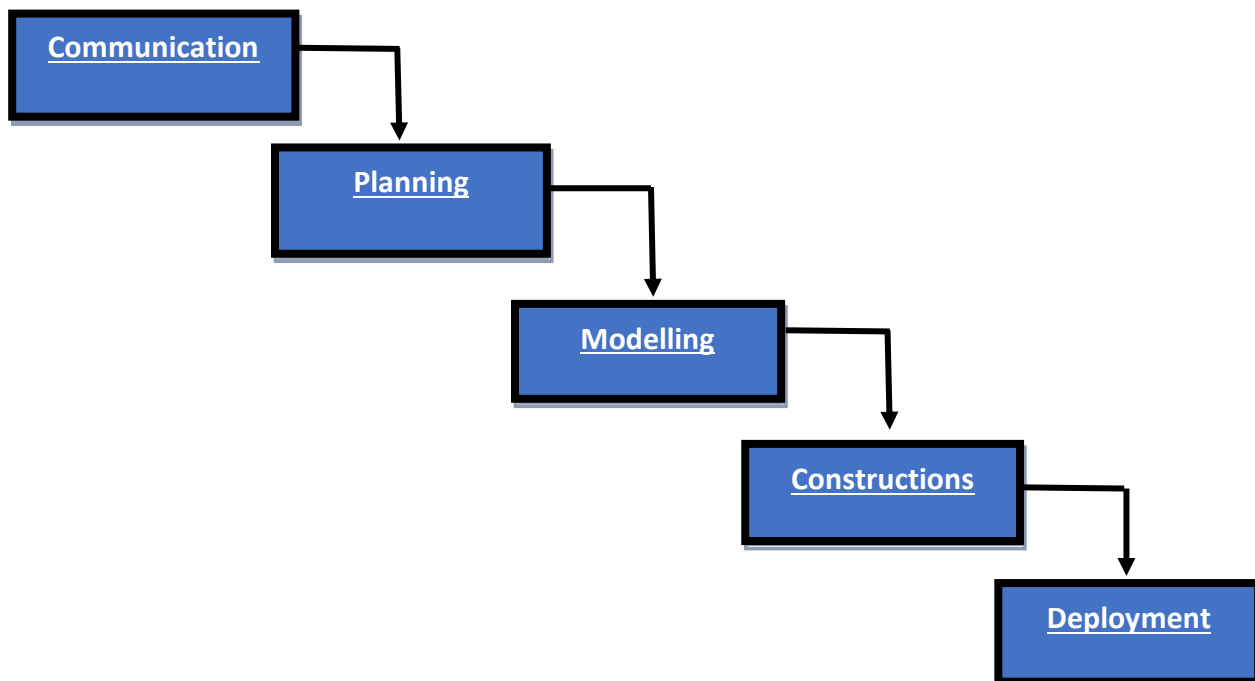 Communication
Planning
Modelling
Constructions
Deployment